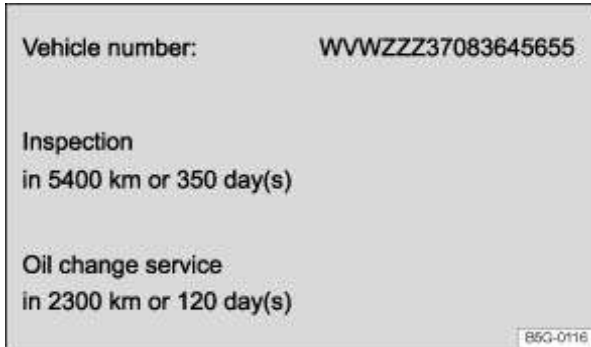 Vehicle number: WVWZZZ37083645655
Inspection
in 5400 km or 350 day(s)
Oil change service
in 2300 km or 120 day(s)
B5G-0116